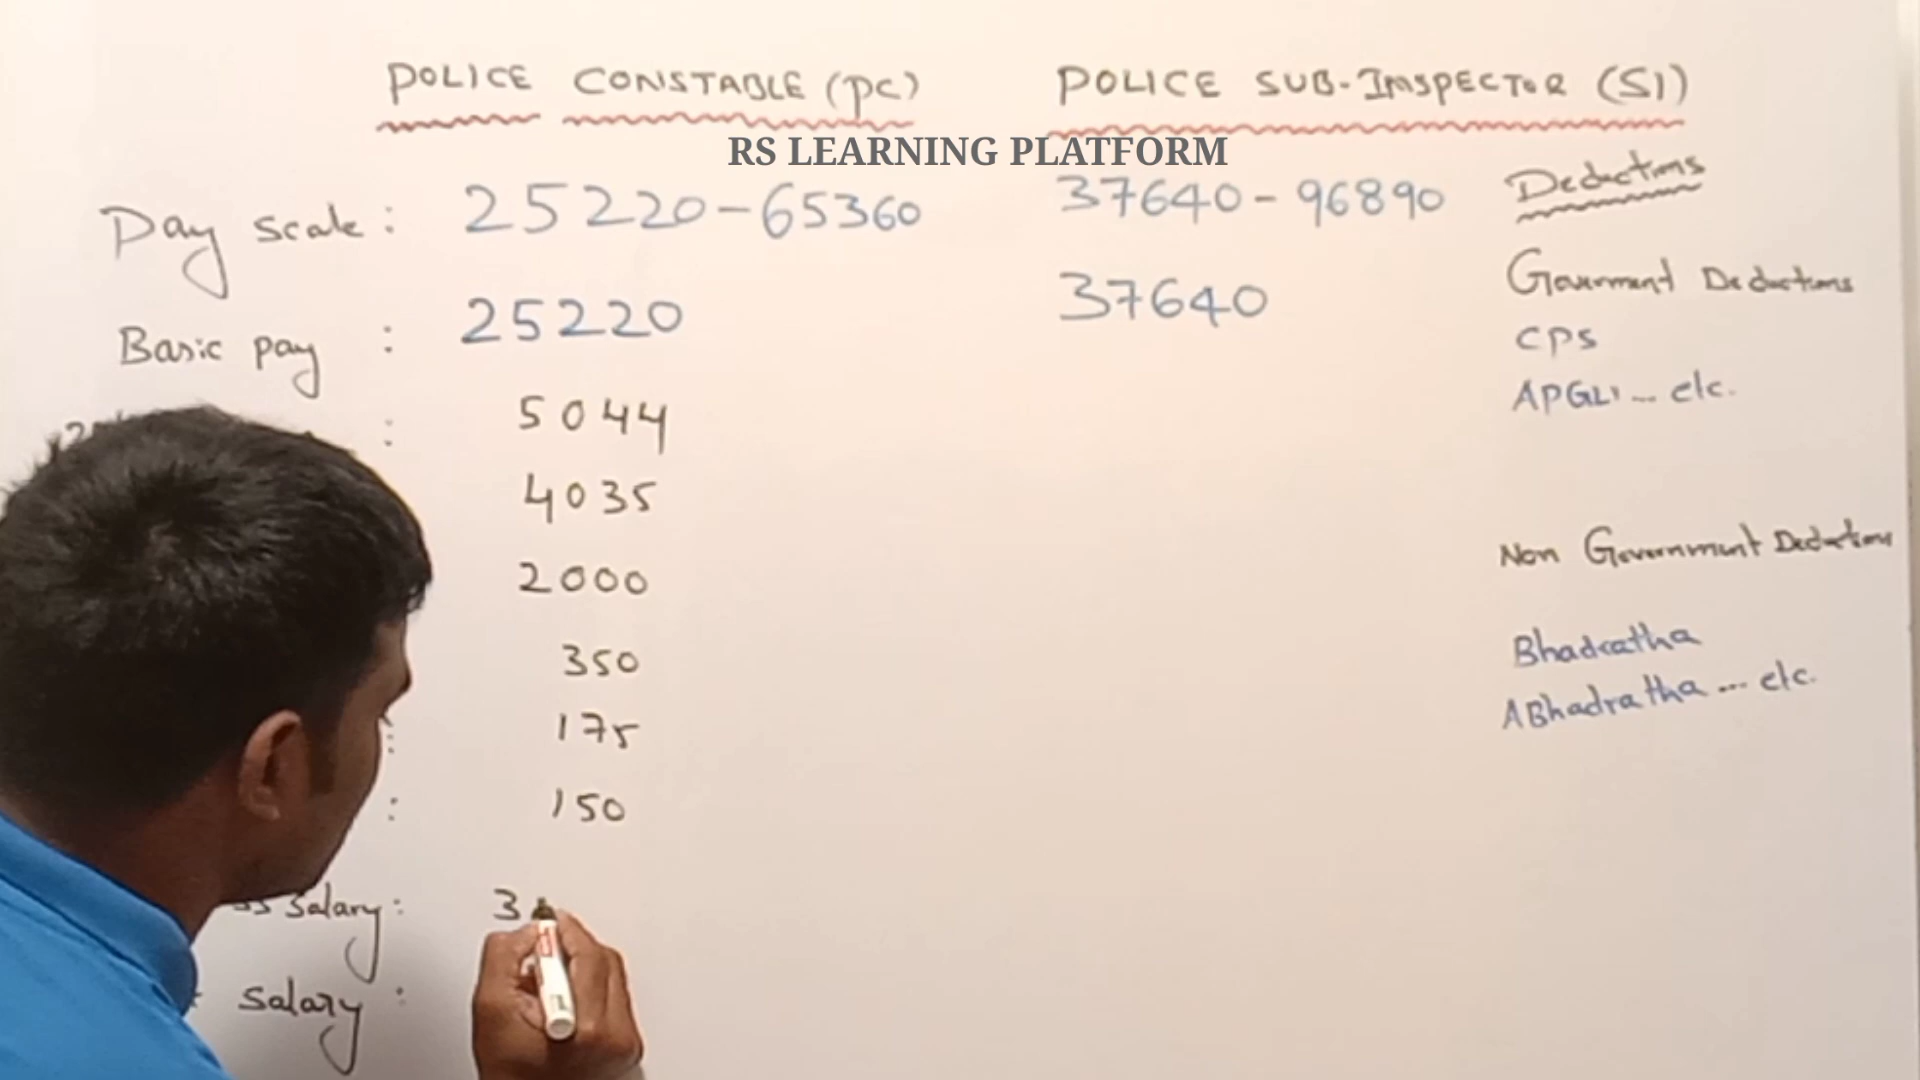 POLICE CONSTABLE (PC) POLICE SUB-INSPECTOR (SI)
RS LEARNING PLATFORM
Pay scale : 25220-65360 37640-96890 Deductions
Government Deductions
Basic pay : 25220 37640
CPS
APGLI ... etc.
: 5044
4035
Non Government Deductions
2000
350
Bhadratha
ABhadratha ... etc.
: 175
: 150
ss salary : 3
salary :